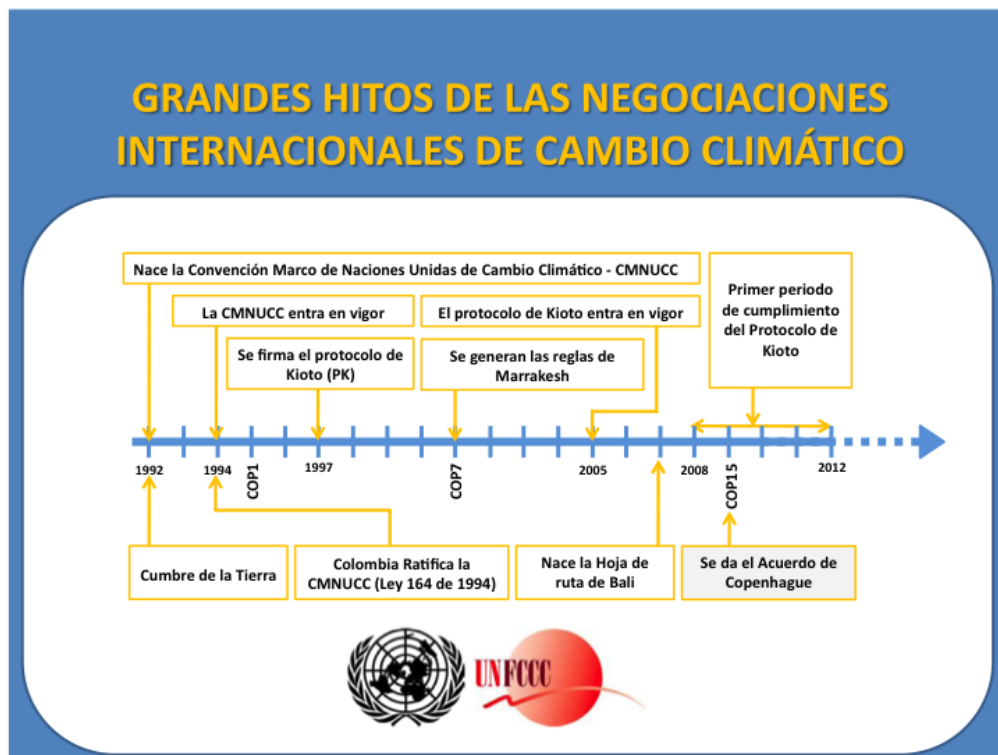 GRANDES HITOS DE LAS NEGOCIACIONES
INTERNACIONALES DE CAMBIO CLIMÁTICO
Nace la Convención Marco de Naciones Unidas de Cambio Climático - CMNUCC
La CMNUCC entra en vigor
El protocolo de Kioto entra en vigor
Primer periodo
de cumplimiento
del Protocolo de
Kioto
Se firma el protocolo de
Kioto (PK)
Se generan las reglas de
Marrakesh
1992
1994
COP1
1997
COP7
2005
2008
COP15
2012
Cumbre de la Tierra
Colombia Ratifica la
CMNUCC (Ley 164 de 1994)
Nace la Hoja de
ruta de Bali
Se da el Acuerdo de
Copenhague
UNFCCC